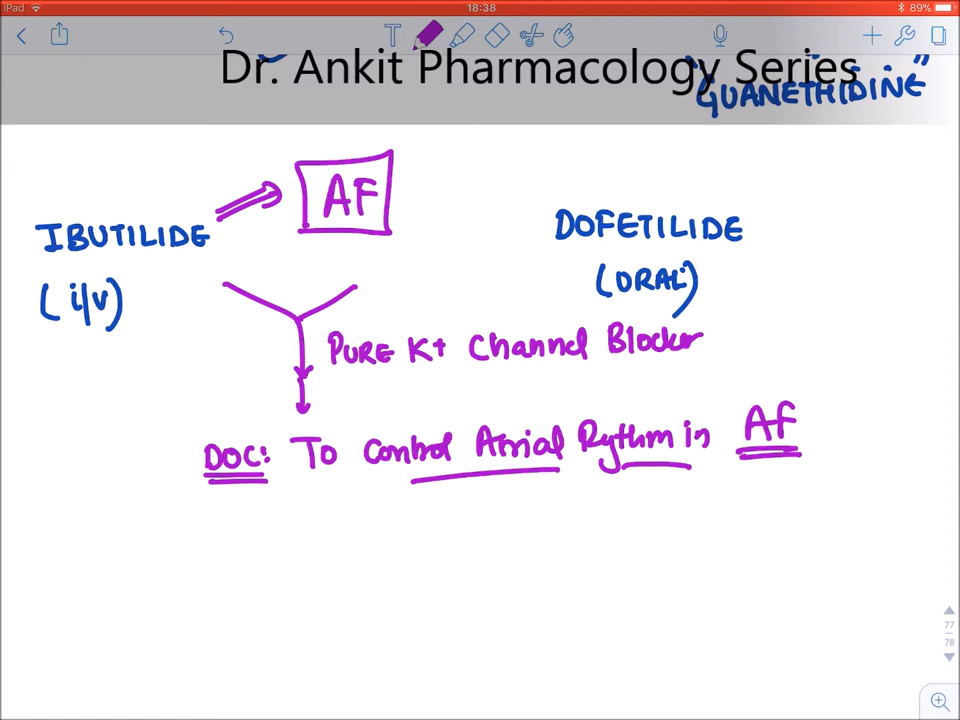 iPad
18:38
89%
Dr. Ankit Pharmacology Series
"GUANETHIDINE"
AF
IBUTILIDE
DOFETILIDE
(i/v)
(ORAL)
PURE K+ Channel Blocker
DOC: To Control Atrial Rythm in AF
77
78